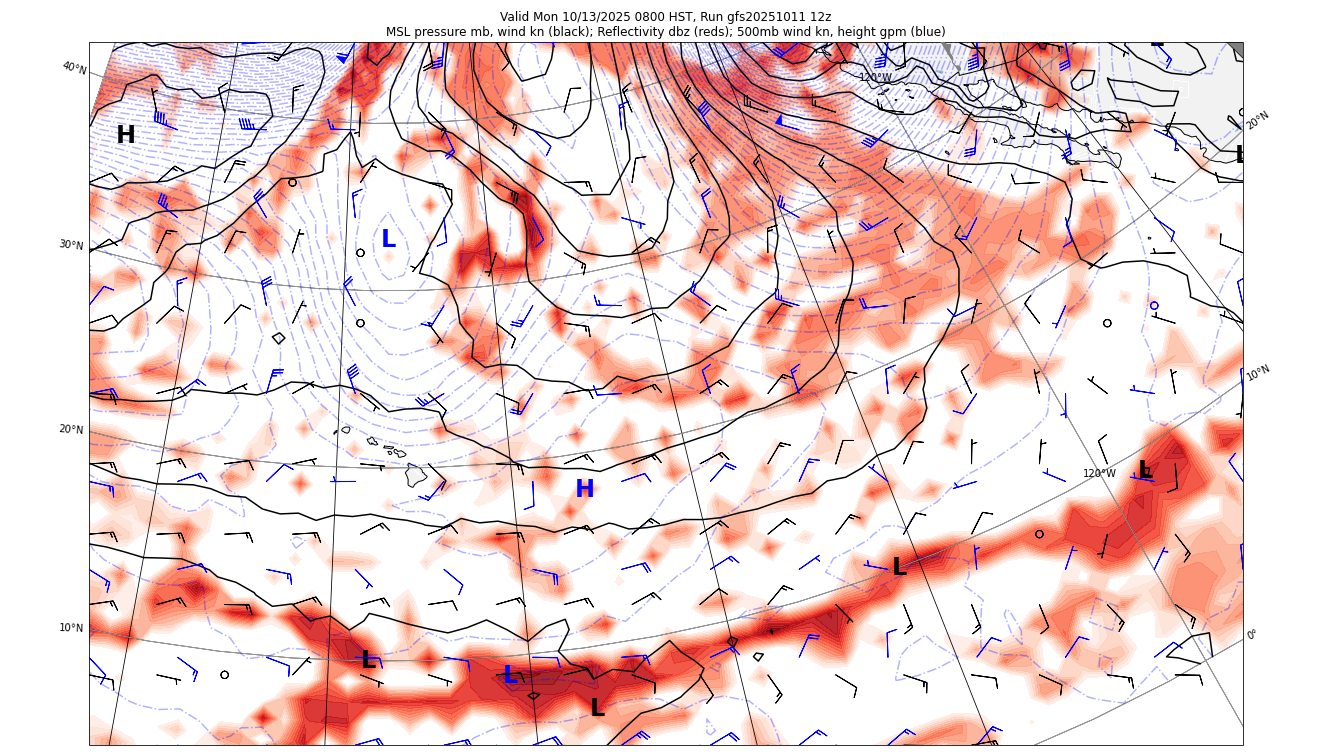 Valid Mon 10/13/2025 0800 HST, Run gfs20251011 12z
MSL pressure mb, wind kn (black); Reflectivity dbz (reds); 500mb wind kn, height gpm (blue)
L
40°N
120°W
20°N
H
L
30°N
L
10°N
20°N
L
120°W
H
L
10°N
0°
L
L
L